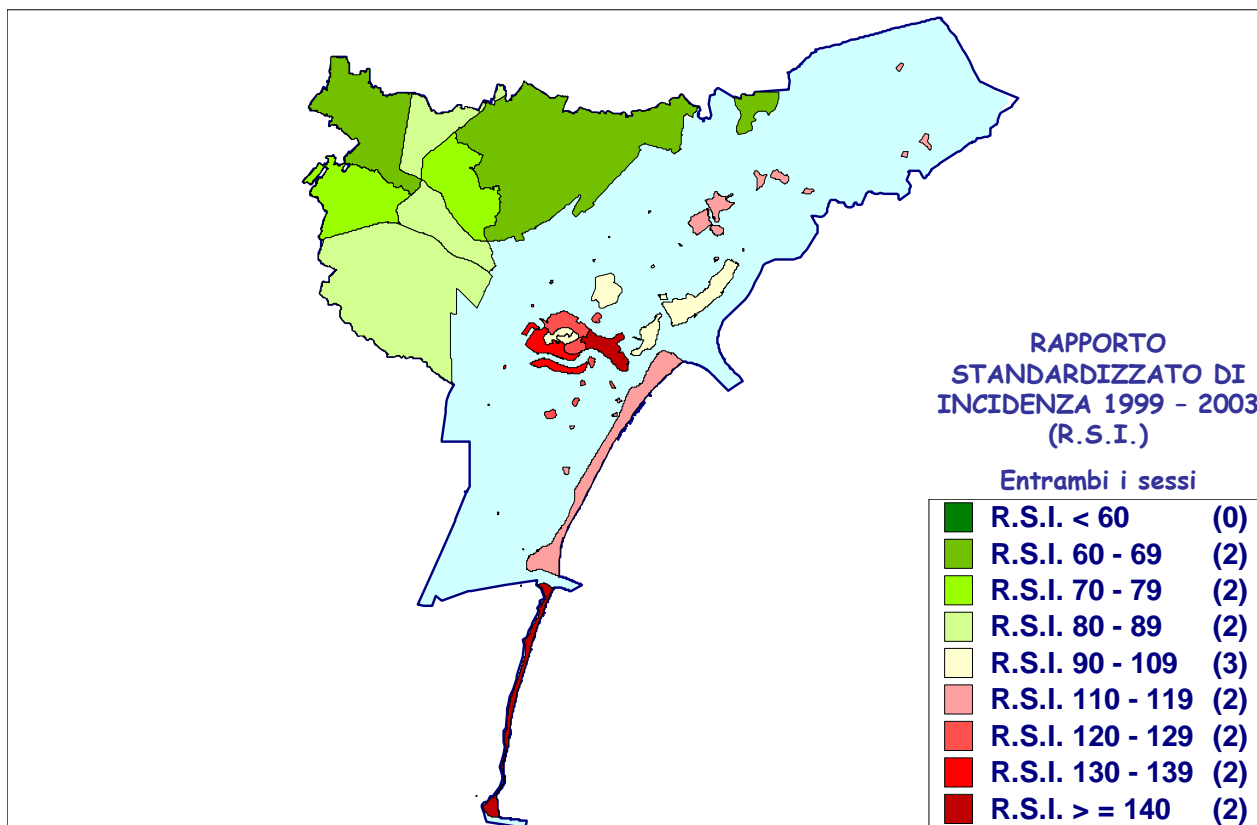 RAPPORTO
STANDARDIZZATO DI
INCIDENZA 1999 - 2003
(R.S.I.)
Entrambi i sessi
R.S.I. < 60 (0)
R.S.I. 60 - 69 (2)
R.S.I. 70 - 79 (2)
R.S.I. 80 - 89 (2)
R.S.I. 90 - 109 (3)
R.S.I. 110 - 119 (2)
R.S.I. 120 - 129 (2)
R.S.I. 130 - 139 (2)
R.S.I. > = 140 (2)